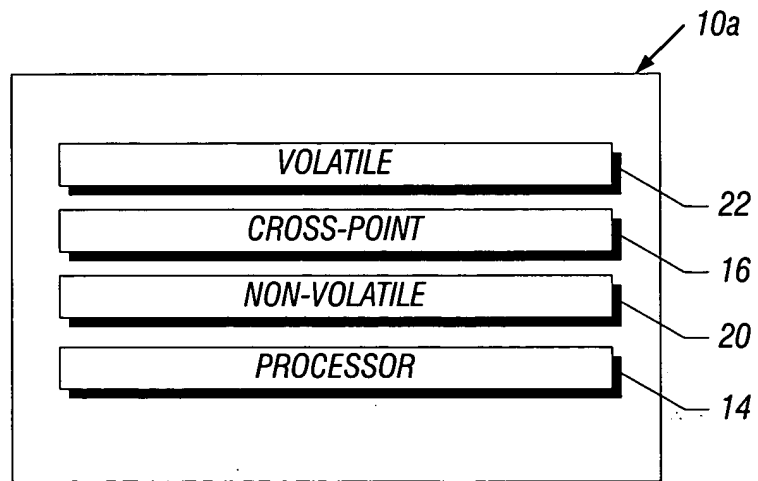 10a
VOLATILE
22
CROSS-POINT
16
NON-VOLATILE
20
PROCESSOR
14